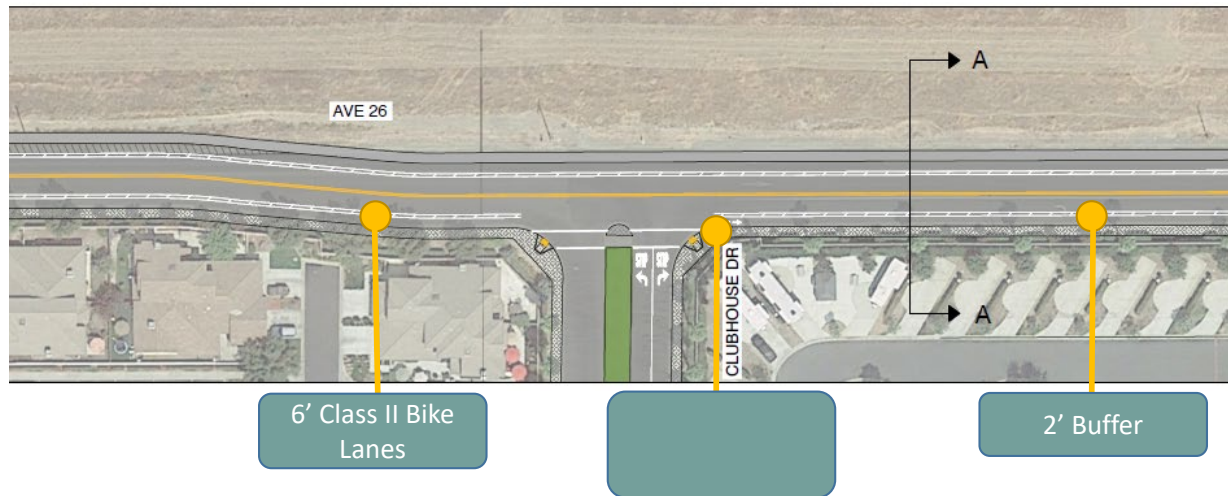 A
AVE 26
A
CLUBHOUSE DR
6’ Class II Bike
Lanes
2’ Buffer